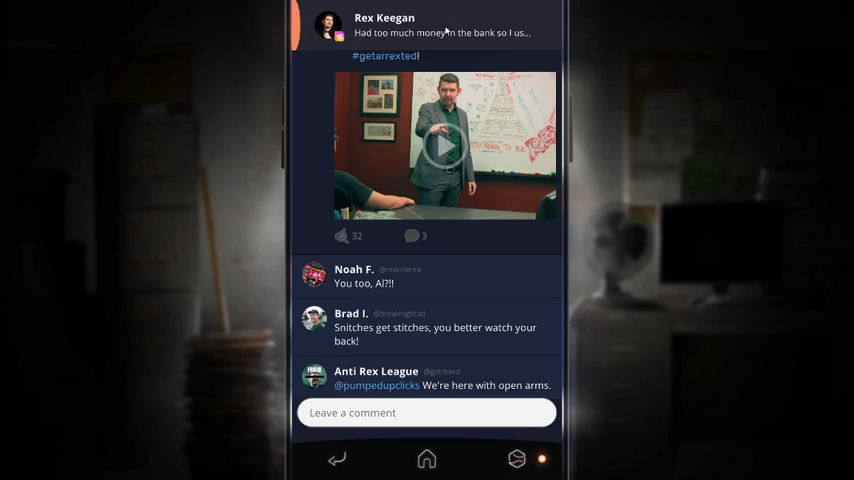 Rex Keegan
Had too much money in the bank so I us...
#getarrexted!
32
3
Noah F.
You too, Al?!!
Brad I. @breakingbrad
Snitches get stitches, you better watch your
back!
Anti Rex League @gotrexed
@pumpedupclicks We're here with open arms.
Leave a comment